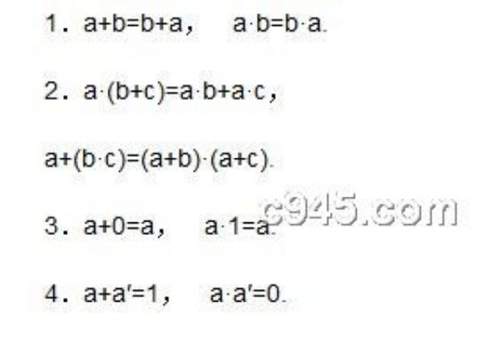 1．a+b=b+a，  a·b=b·a.
2．a·(b+c)=a·b+a·c，
a+(b·c)=(a+b)·(a+c).
3．a+0=a，  a·1=a.
c945.com
4．a+a′=1，  a·a′=0.